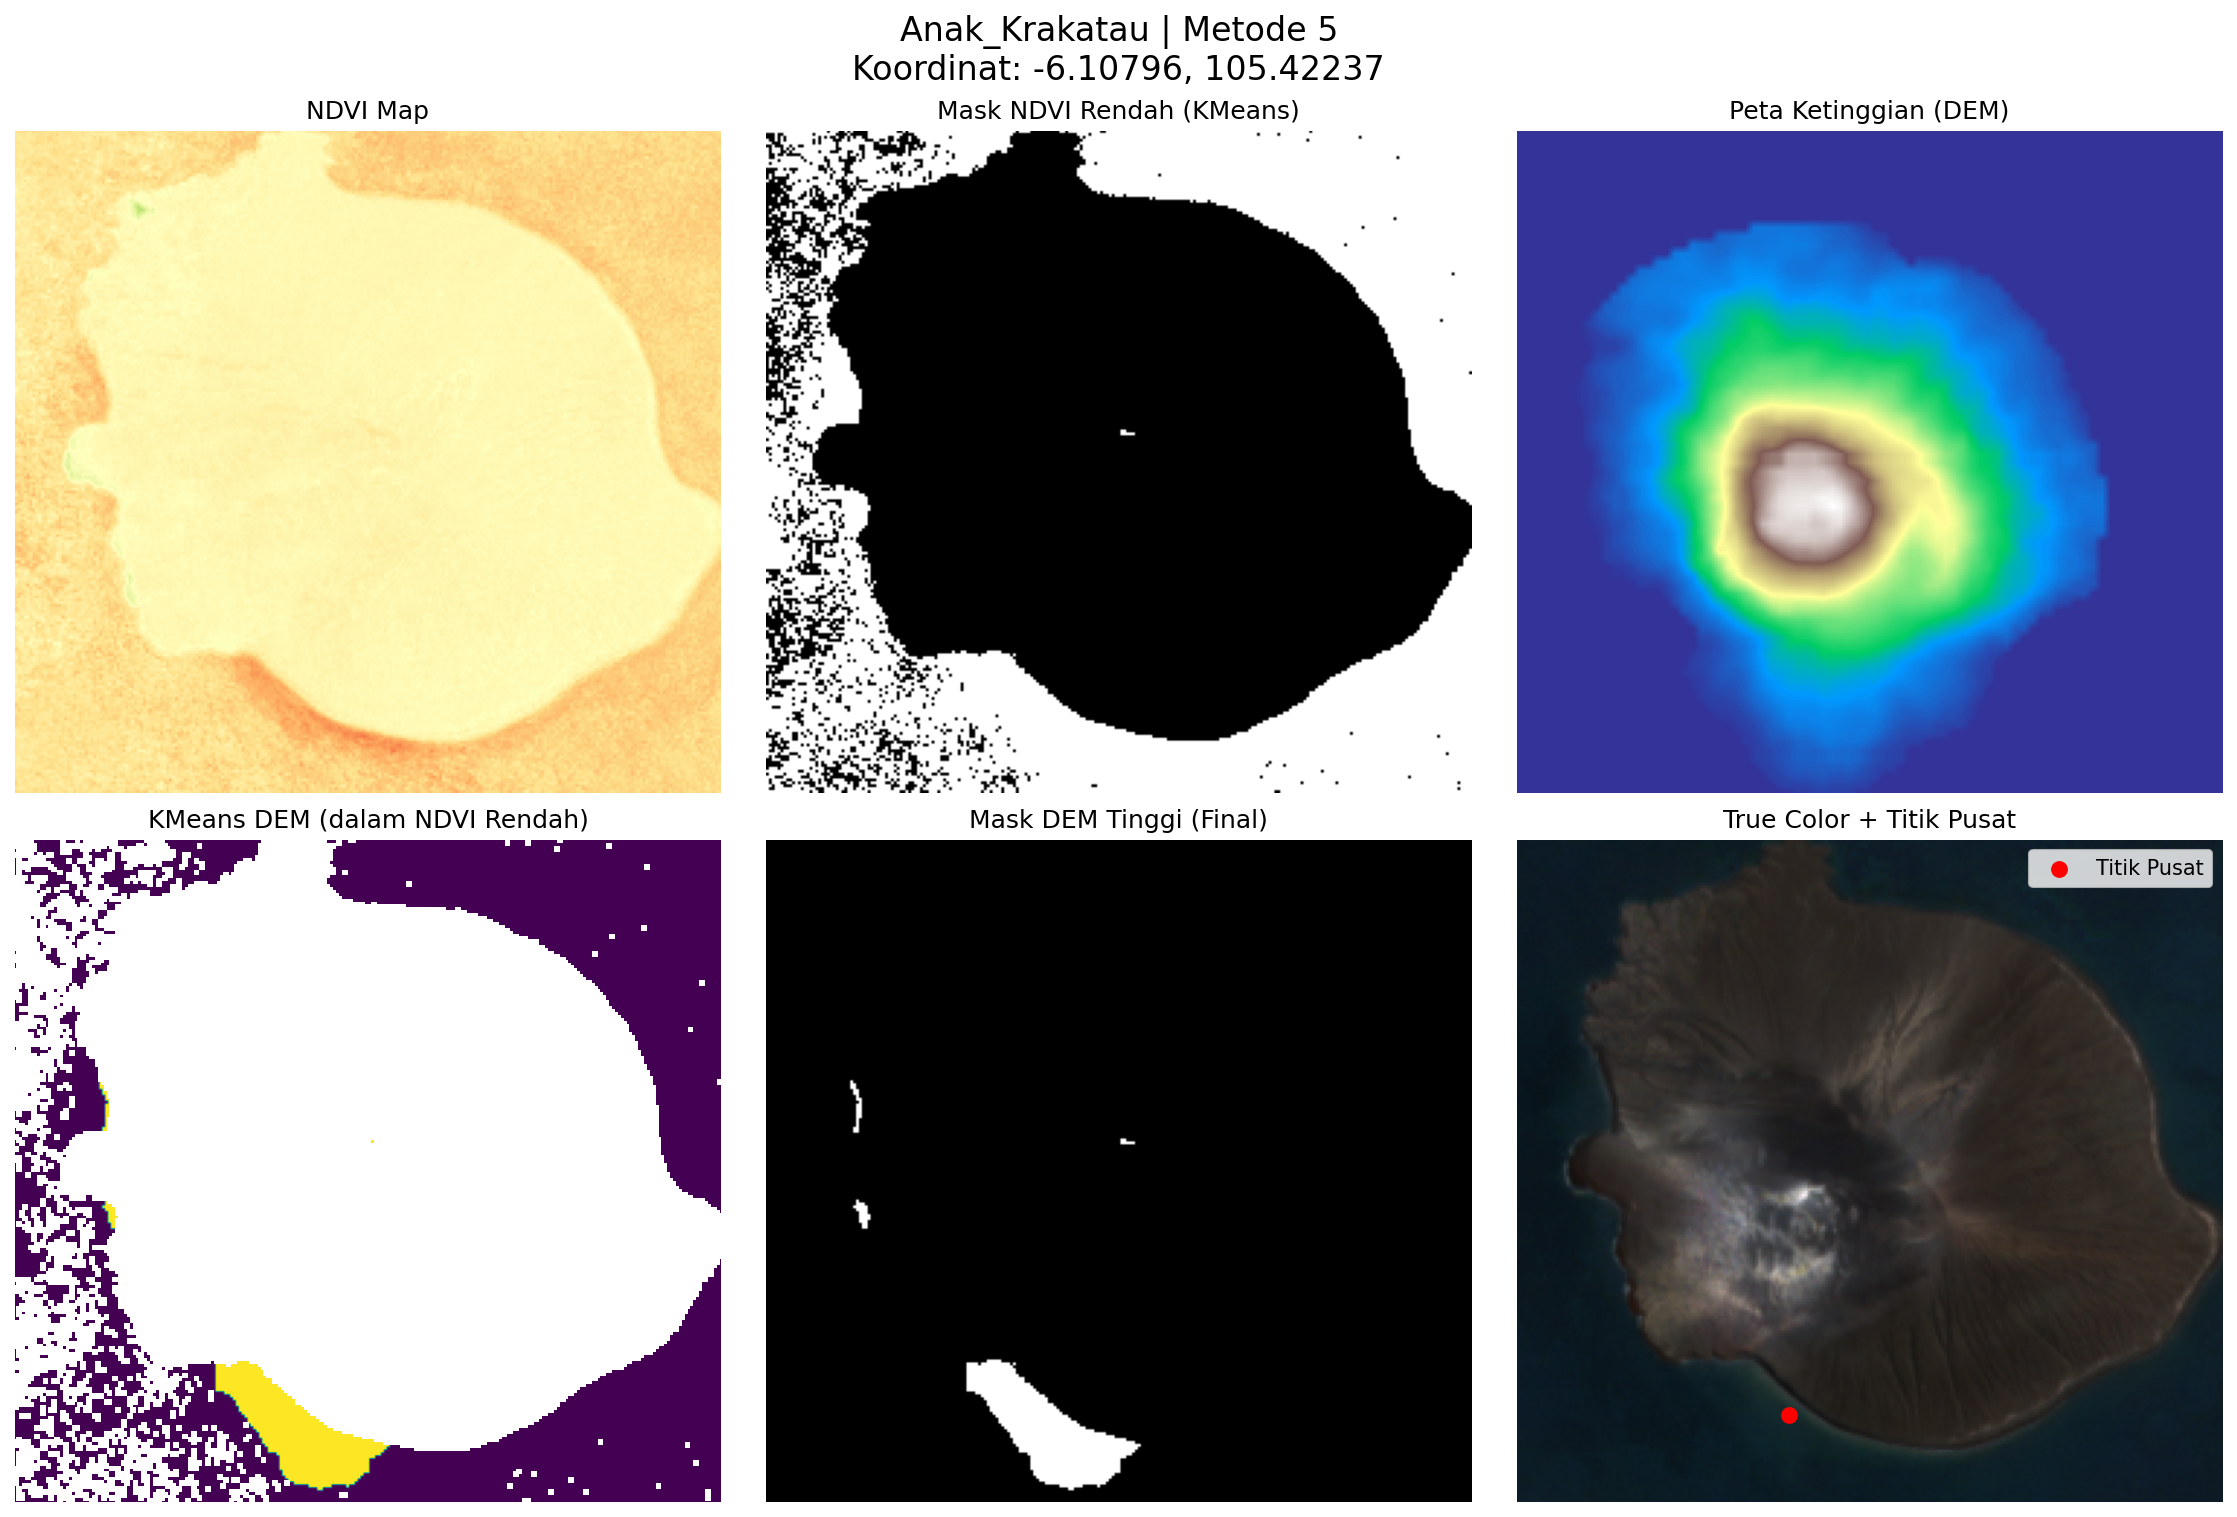 Anak_Krakatau | Metode 5
Koordinat: -6.10796, 105.42237
NDVI Map
Mask NDVI Rendah (KMeans)
Peta Ketinggian (DEM)
KMeans DEM (dalam NDVI Rendah)
Mask DEM Tinggi (Final)
True Color + Titik Pusat
Titik Pusat